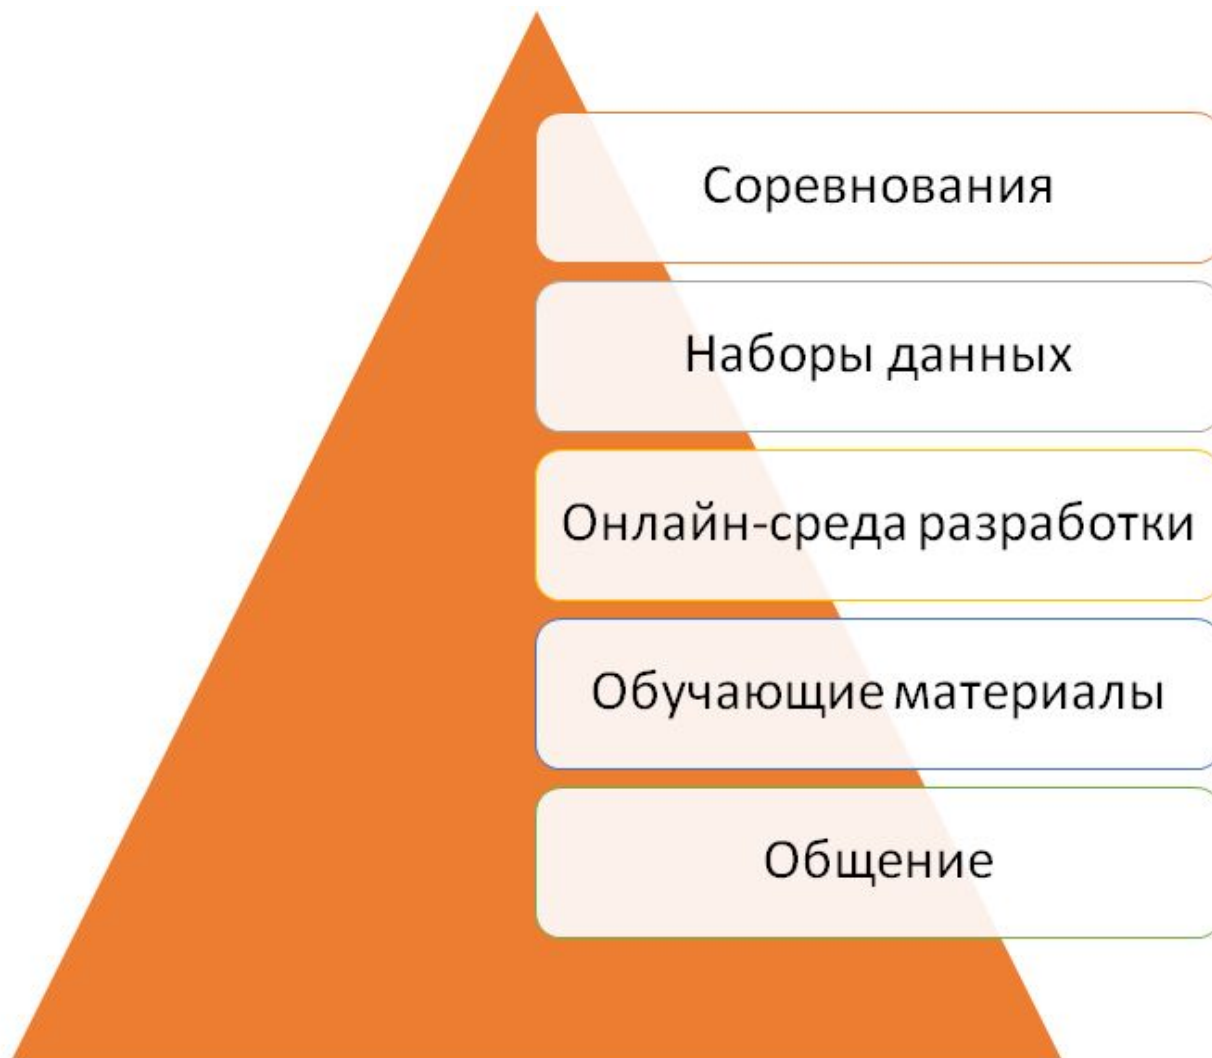 Соревнования
Наборы данных
Онлайн-среда разработки
Обучающие материалы
Общение